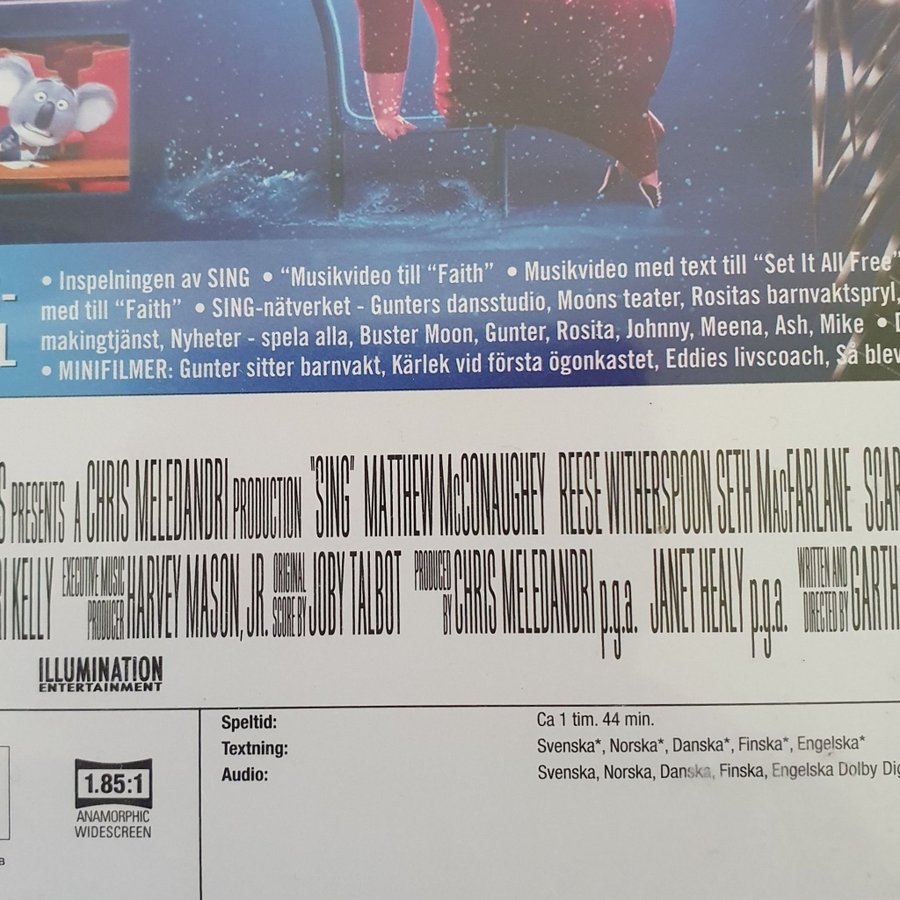 • Inspelningen av SING • “Musikvideo till “Faith” • Musikvideo med text till “Set It All Free”
med till “Faith” • SING-nätverket - Gunters dansstudio, Moons teater, Rositas barnvaktspryl,
makingtjänst, Nyheter - spela alla, Buster Moon, Gunter, Rosita, Johnny, Meena, Ash, Mike •
• MINIFILMER: Gunter sitter barnvakt, Kärlek vid första ögonkastet, Eddies livscoach, Så blev
PRESENTS A CHRIS MELEDANDRI PRODUCTION "SING" MATTHEW McCONAUGHEY REESE WITHERSPOON SETH MacFARLANE
KELLY EXECUTIVE MUSIC PRODUCER HARVEY MASON, JR. ORIGINAL SCORE BY JOBY TALBOT PRODUCED BY CHRIS MELEDANDRI p.g.a. JANET HEALY p.g.a. WRITTEN AND DIRECTED BY GARTH
ILLUMINATION
ENTERTAINMENT
Speltid: Ca 1 tim. 44 min.
Textning: Svenska*, Norska*, Danska*, Finska*, Engelska*
Audio: Svenska, Norska, Danska, Finska, Engelska Dolby Dig
1.85:1
ANAMORPHIC
WIDESCREEN